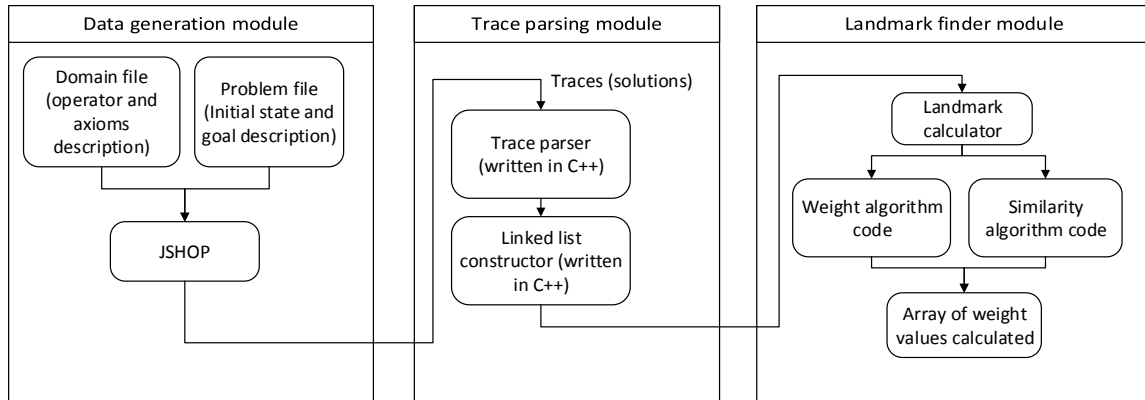 Data generation module
Domain file
(operator and
axioms
description)
Problem file
(Initial state and
goal description)
JSHOP
Trace parsing module
Traces (solutions)
Trace parser
(written in C++)
Linked list
constructor (written
in C++)
Landmark finder module
Landmark
calculator
Weight algorithm
code
Similarity
algorithm code
Array of weight
values calculated